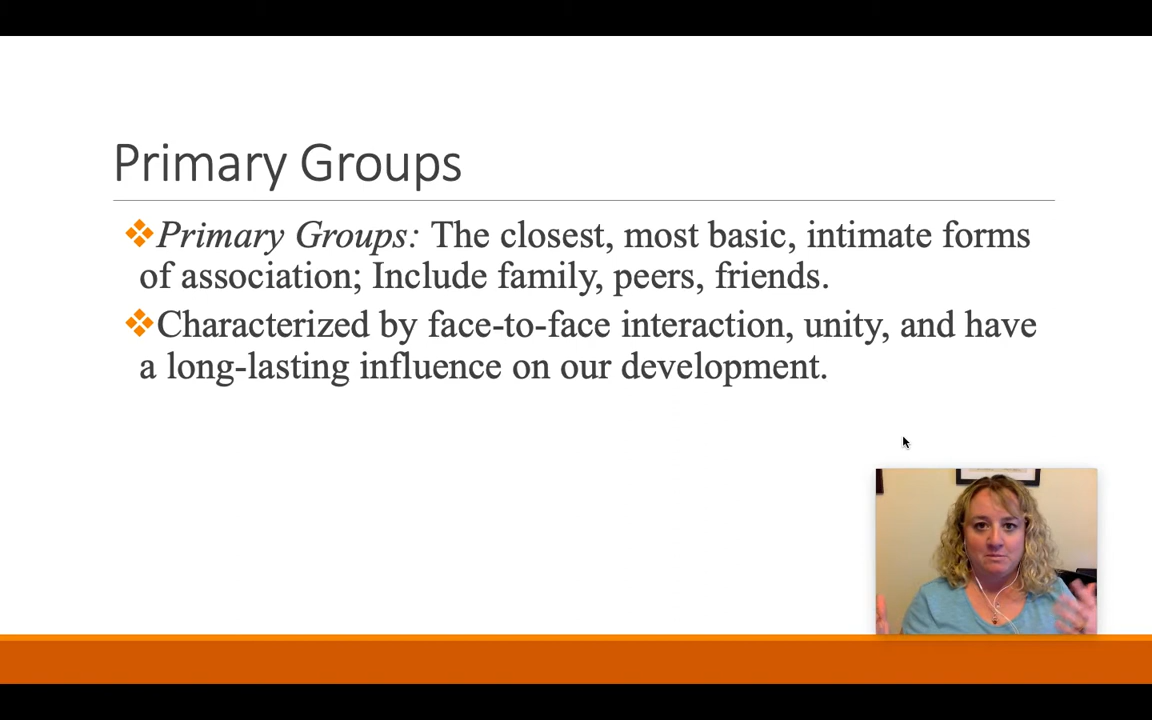 Primary Groups
❖Primary Groups: The closest, most basic, intimate forms
of association; Include family, peers, friends.
❖Characterized by face-to-face interaction, unity, and have
a long-lasting influence on our development.